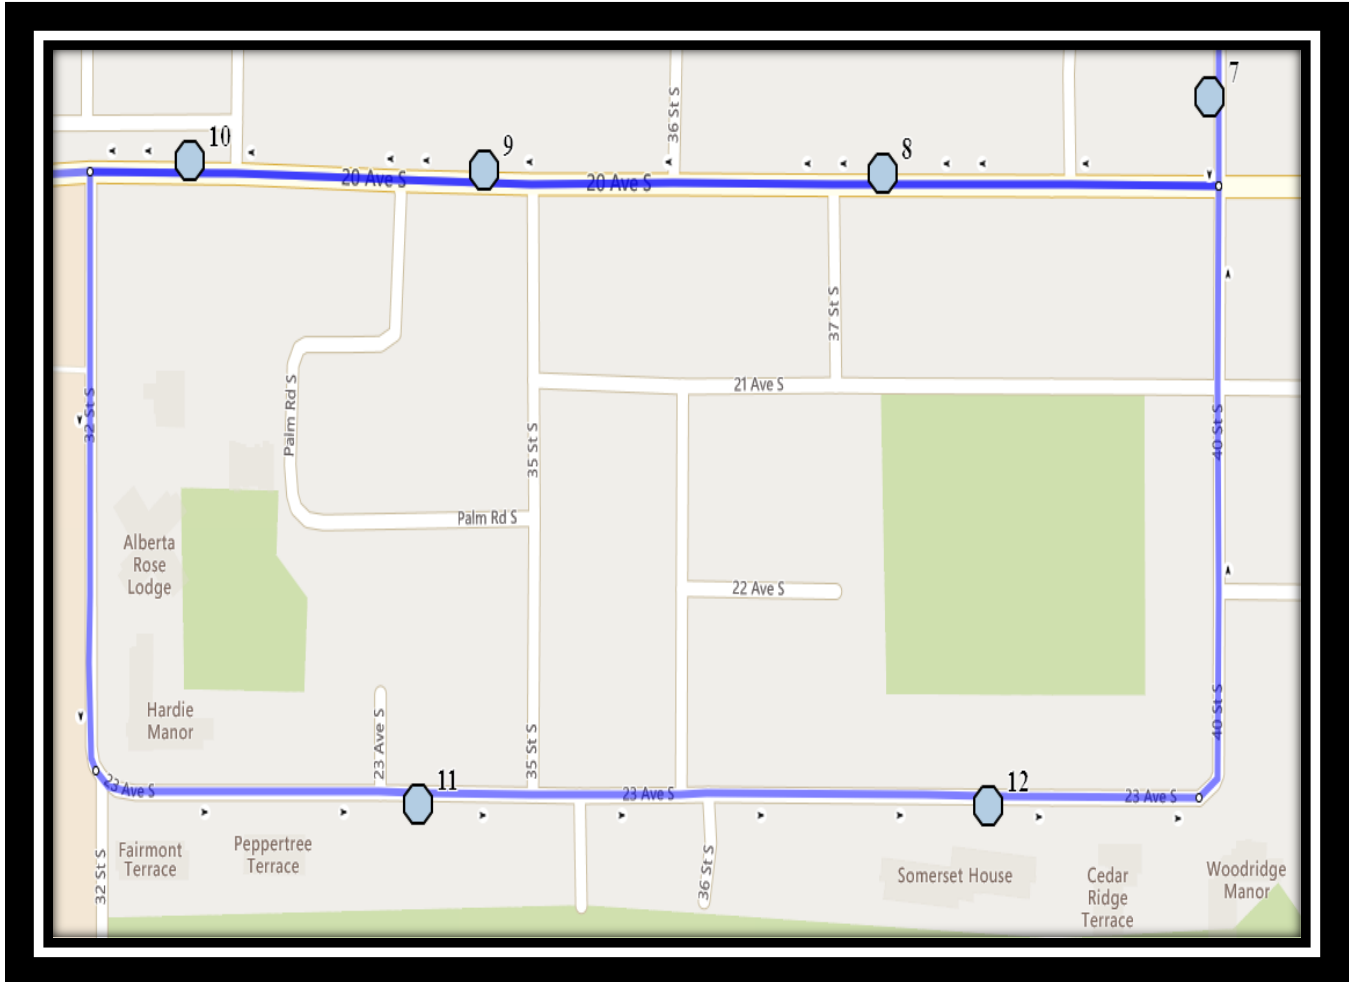 7
36 St S
10
9
8
20 Ave S
20 Ave S
37 St S
32 St S
Palm Rd S
21 Ave S
35 St S
40 St S
Palm Rd S
Alberta
Rose
Lodge
22 Ave S
Hardie
Manor
23 Ave S
35 St S
40 St S
23 Ave S
11
23 Ave S
12
23 Ave S
32 St S
Fairmont
Terrace
Peppertree
Terrace
36 St S
Somerset House
Cedar
Ridge
Terrace
Woodridge
Manor